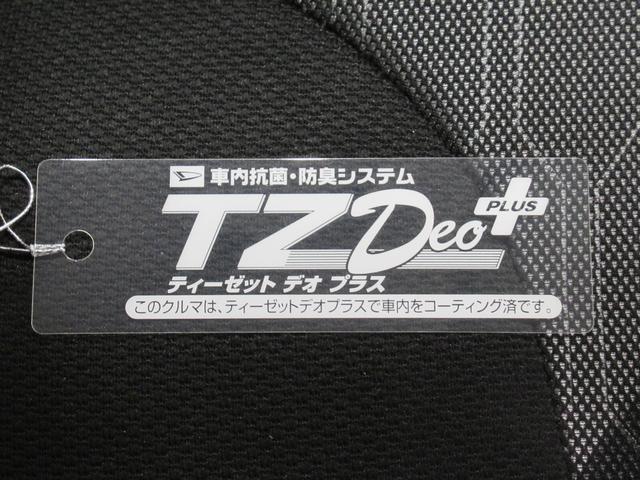 車内抗菌・防臭システム
TZ Deo PLUS
ティーゼット デオ プラス
このクルマは、ティーゼットデオプラスで車内をコーティング済です。